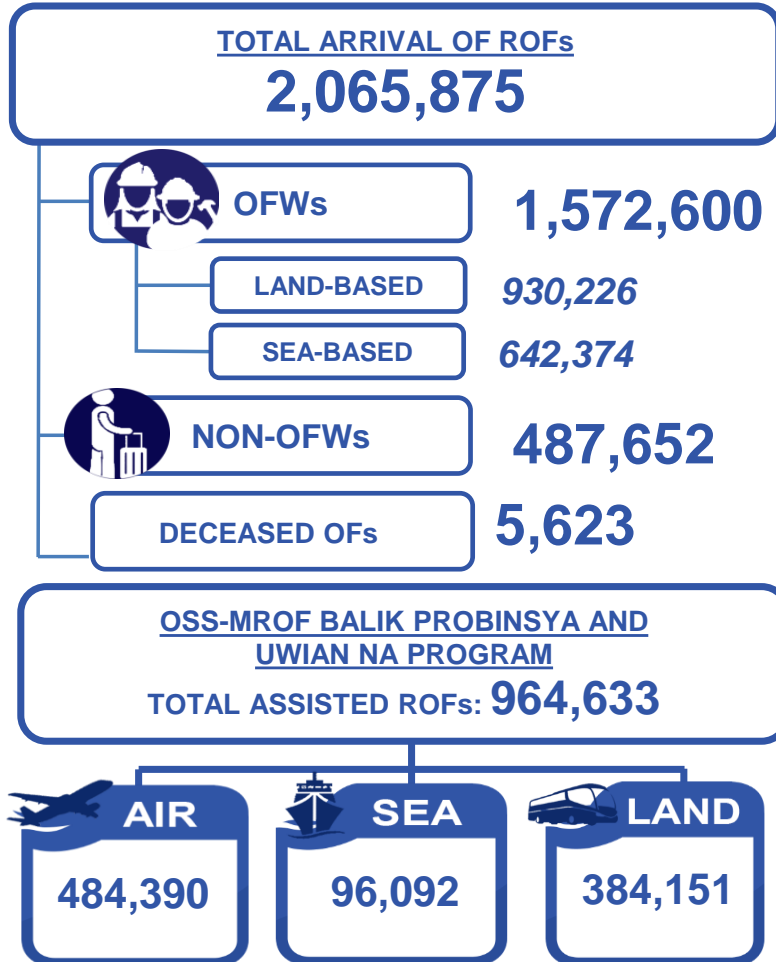 TOTAL ARRIVAL OF ROFs
2,065,875
OFWs 1,572,600
LAND-BASED 930,226
SEA-BASED 642,374
NON-OFWs 487,652
DECEASED OFs 5,623
OSS-MROF BALIK PROBINSYA AND
UWIAN NA PROGRAM
TOTAL ASSISTED ROFs: 964,633
AIR
484,390
SEA
96,092
LAND
384,151